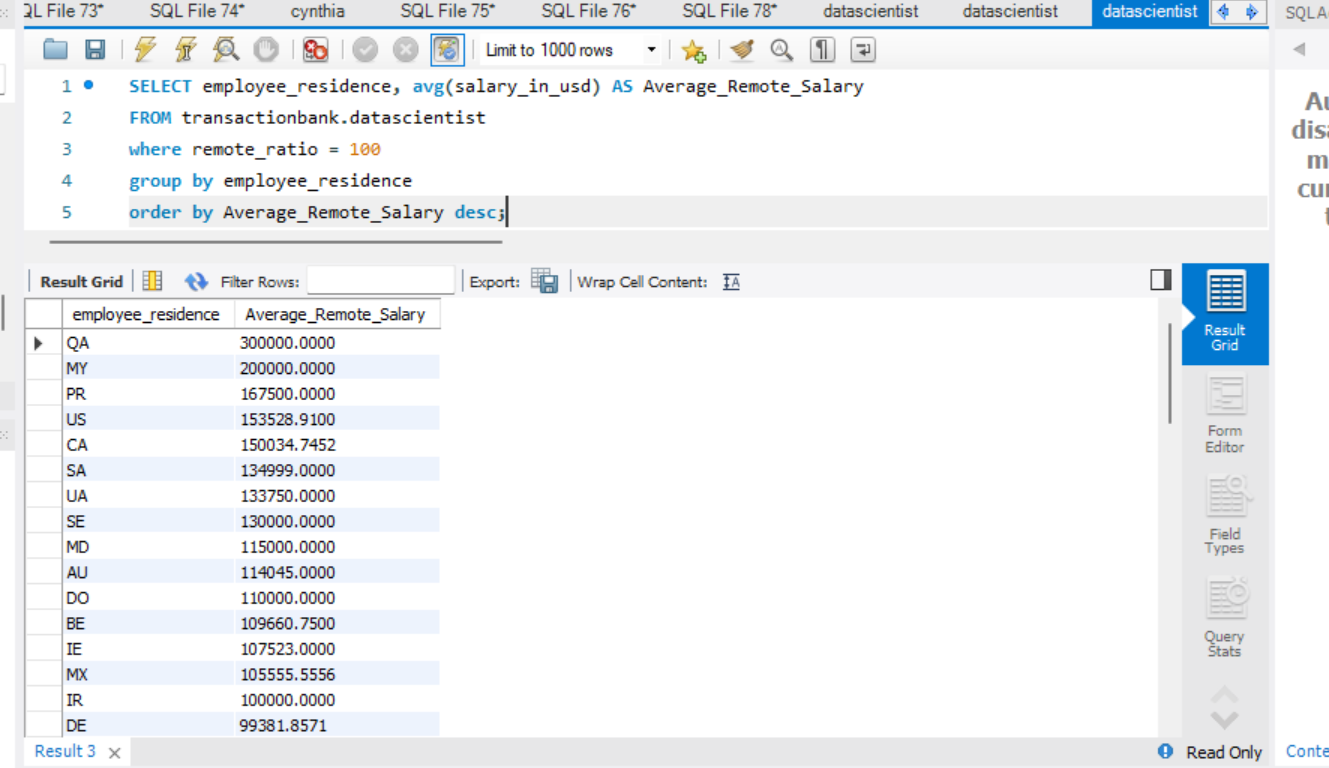 QL File 73* SQL File 74* cynthia SQL File 75* SQL File 76* SQL File 78* datascientist datascientist datascientist SQLA
Limit to 1000 rows
1 SELECT employee_residence, avg(salary_in_usd) AS Average_Remote_Salary
2 FROM transactionbank.datascientist
3 where remote_ratio = 100
4 group by employee_residence
5 order by Average_Remote_Salary desc;
Result Grid Filter Rows: Export: Wrap Cell Content: IA
employee_residence Average_Remote_Salary
QA 300000.0000
MY 200000.0000
PR 167500.0000
US 153528.9100
CA 150034.7452
SA 134999.0000
UA 133750.0000
SE 130000.0000
MD 115000.0000
AU 114045.0000
DO 110000.0000
BE 109660.7500
IE 107523.0000
MX 105555.5556
IR 100000.0000
DE 99381.8571
Result
Grid
Form
Editor
Field
Types
Query
Stats
Result 3
Read Only
Au
disa
m
cur
t
Conte